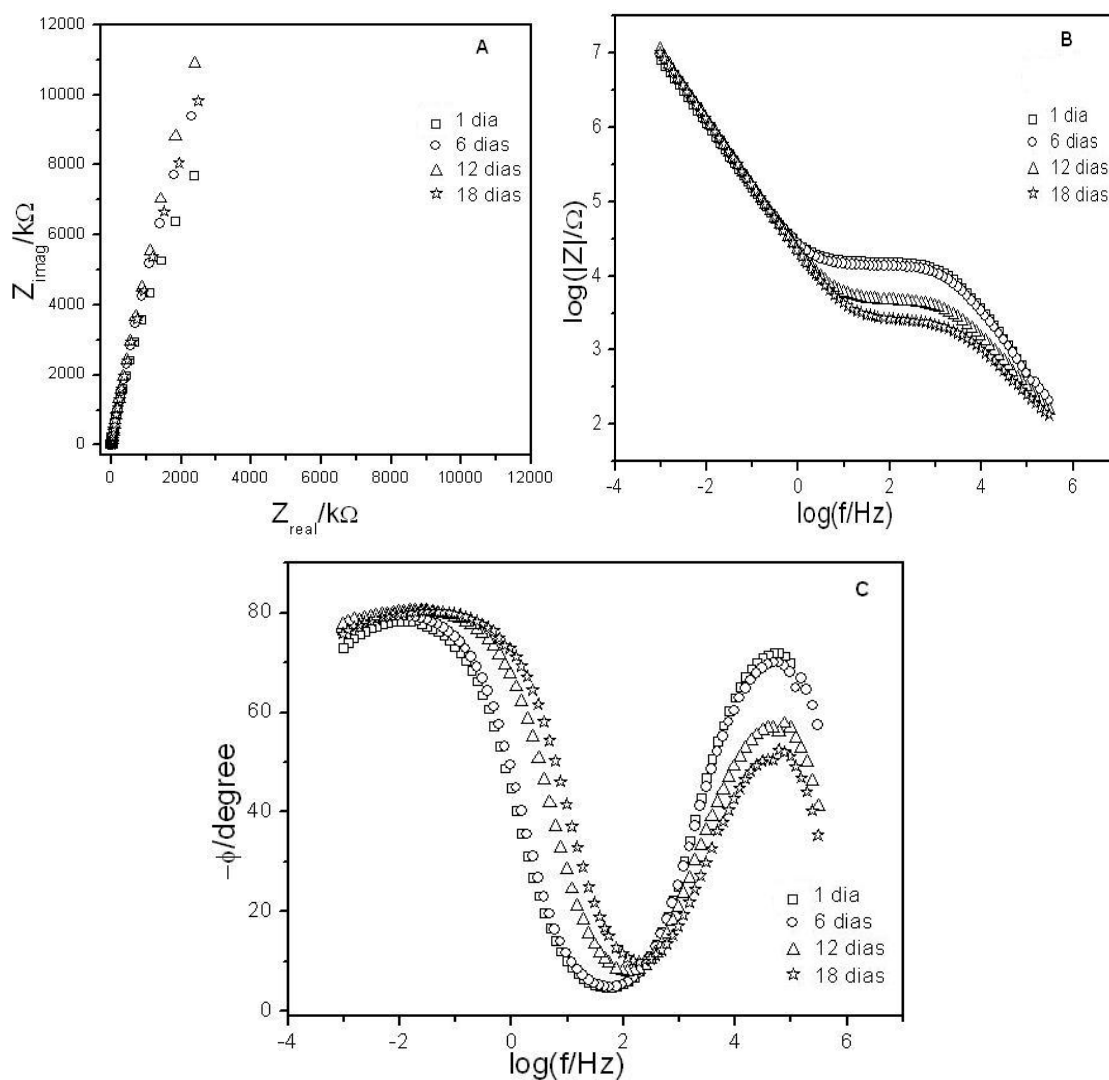 A
12000
10000
8000
6000
4000
2000
0
Z_imag/kΩ
□ 1 dia
○ 6 dias
△ 12 dias
☆ 18 dias
0 2000 4000 6000 8000 10000 12000
Z_real/kΩ
B
7
6
5
4
3
2
log(|Z|/Ω)
□ 1 dia
○ 6 dias
△ 12 dias
☆ 18 dias
-4 -2 0 2 4 6
log(f/Hz)
C
80
60
40
20
0
-ϕ/degree
□ 1 dia
○ 6 dias
△ 12 dias
☆ 18 dias
-4 -2 0 2 4 6
log(f/Hz)